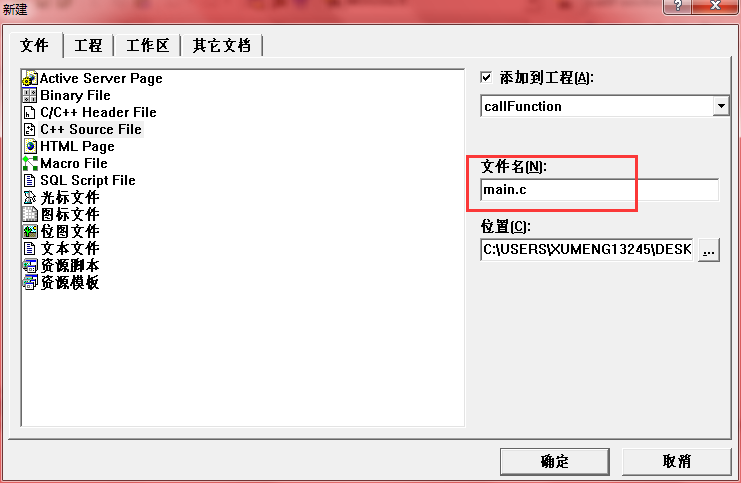 新建
文件 工程 工作区 其它文档
Active Server Page
Binary File
C/C++ Header File
C++ Source File
HTML Page
Macro File
SQL Script File
光标文件
图标文件
位图文件
文本文件
资源脚本
资源模板
添加到工程(A):
callFunction
文件名(N):
main.c
位置(C):
C:\USERS\XUMENG13245\DESK
...
确定 取消